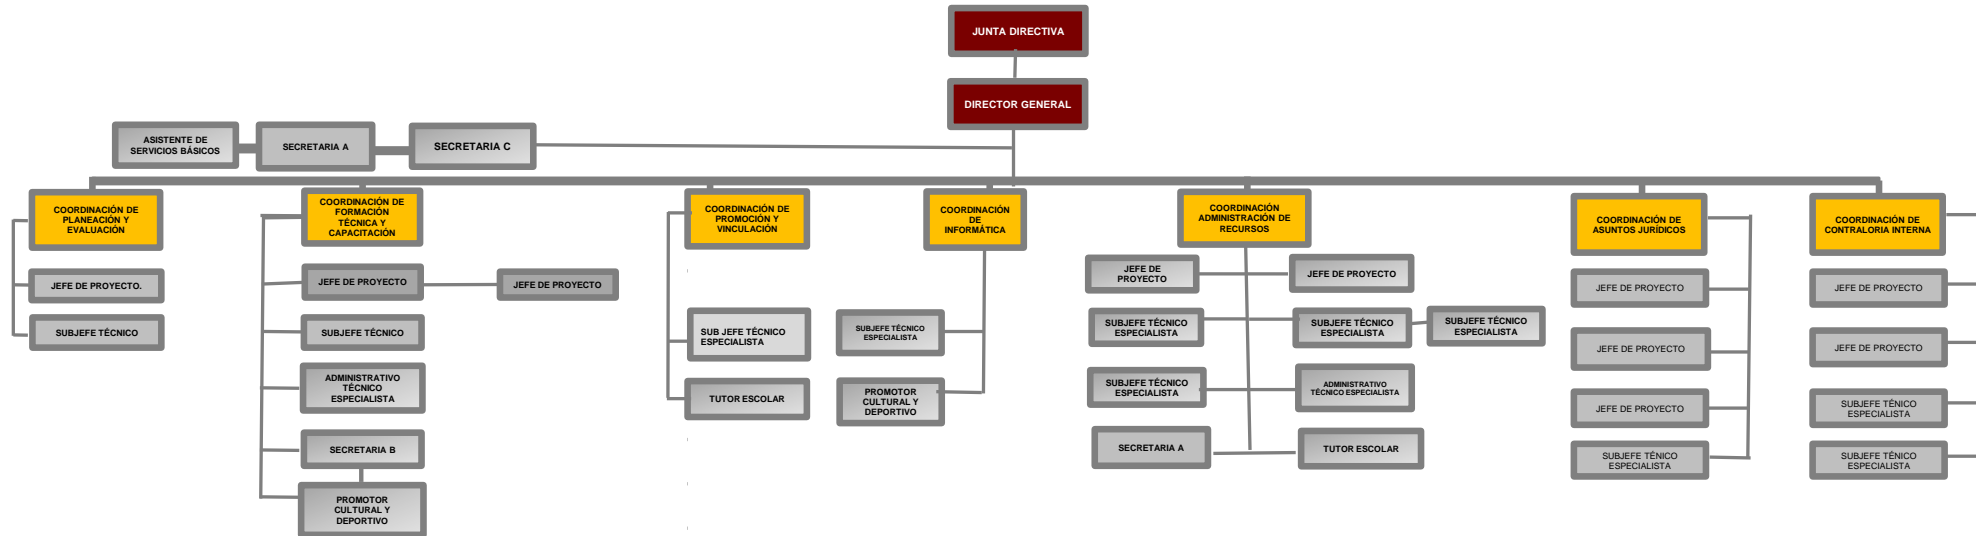 JUNTA DIRECTIVA
DIRECTOR GENERAL
ASISTENTE DE
SERVICIOS BÁSICOS
SECRETARIA A
SECRETARIA C
COORDINACIÓN DE
PLANEACIÓN Y
EVALUACIÓN
JEFE DE PROYECTO.
SUBJEFE TÉCNICO
COORDINACIÓN DE
FORMACIÓN
TÉCNICA Y
CAPACITACIÓN
JEFE DE PROYECTO
JEFE DE PROYECTO
SUBJEFE TÉCNICO
ADMINISTRATIVO
TÉCNICO
ESPECIALISTA
SECRETARIA B
PROMOTOR
CULTURAL Y
DEPORTIVO
COORDINACIÓN DE
PROMOCIÓN Y
VINCULACIÓN
SUB JEFE TÉCNICO
ESPECIALISTA
TUTOR ESCOLAR
COORDINACIÓN
DE
INFORMÁTICA
SUBJEFE TÉCNICO
ESPECIALISTA
PROMOTOR
CULTURAL Y
DEPORTIVO
COORDINACIÓN
ADMINISTRACIÓN DE
RECURSOS
JEFE DE
PROYECTO
JEFE DE PROYECTO
SUBJEFE TÉCNICO
ESPECIALISTA
SUBJEFE TÉCNICO
ESPECIALISTA
SUBJEFE TÉCNICO
ESPECIALISTA
SUBJEFE TÉCNICO
ESPECIALISTA
ADMINISTRATIVO
TÉCNICO ESPECIALISTA
SECRETARIA A
TUTOR ESCOLAR
COORDINACIÓN DE
ASUNTOS JURÍDICOS
JEFE DE PROYECTO
JEFE DE PROYECTO
JEFE DE PROYECTO
SUBJEFE TÉNICO
ESPECIALISTA
COORDINACIÓN DE
CONTRALORIA INTERNA
JEFE DE PROYECTO
JEFE DE PROYECTO
SUBJEFE TÉNICO
ESPECIALISTA
SUBJEFE TÉNICO
ESPECIALISTA